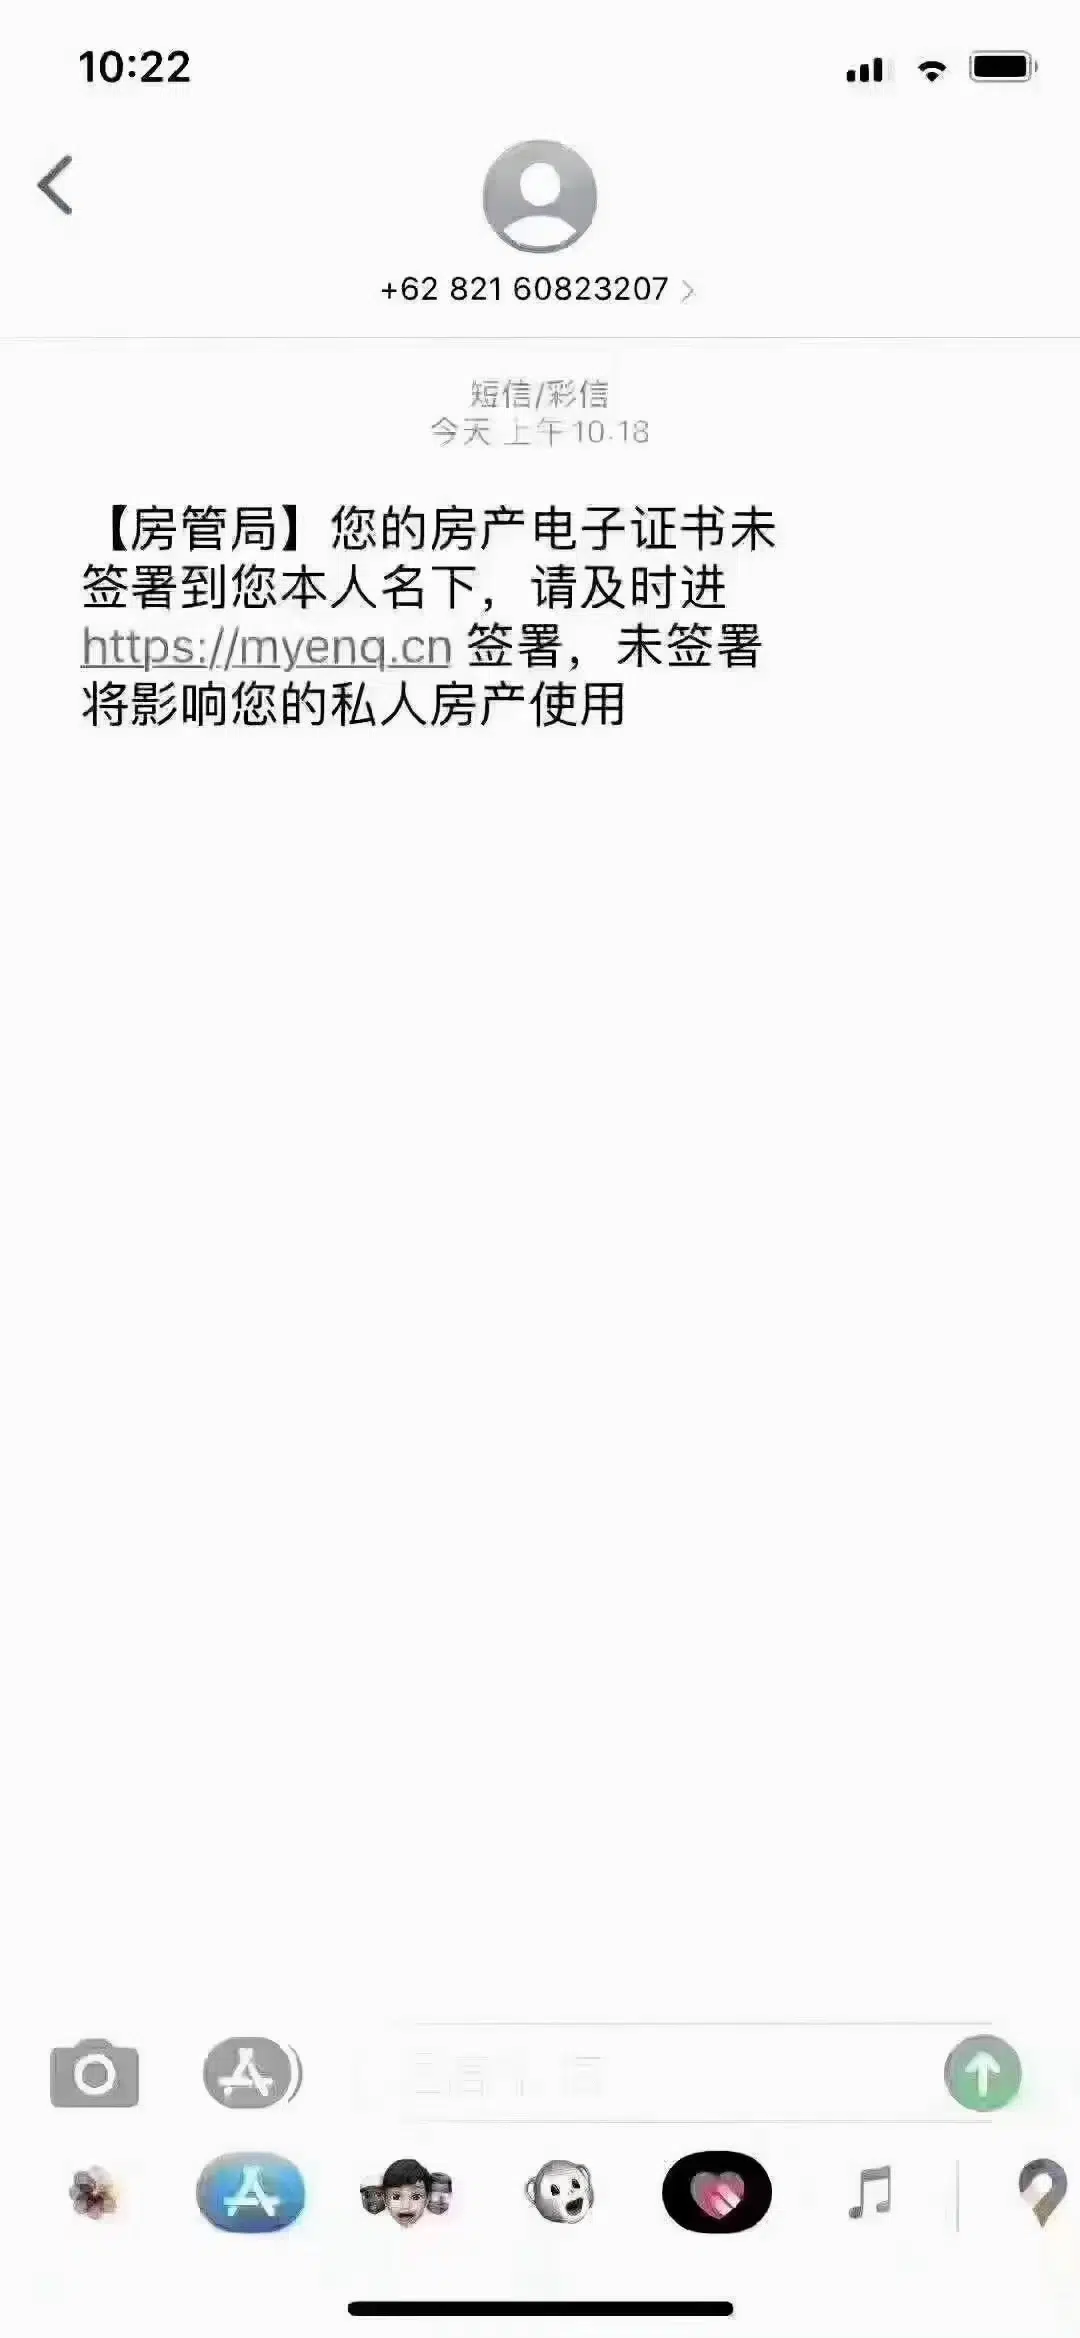 10:22
+62 821 60823207
短信/彩信
今天 上午10:18
【房管局】您的房产电子证书未
签署到您本人名下，请及时进
https://myenq.cn 签署，未签署
将影响您的私人房产使用